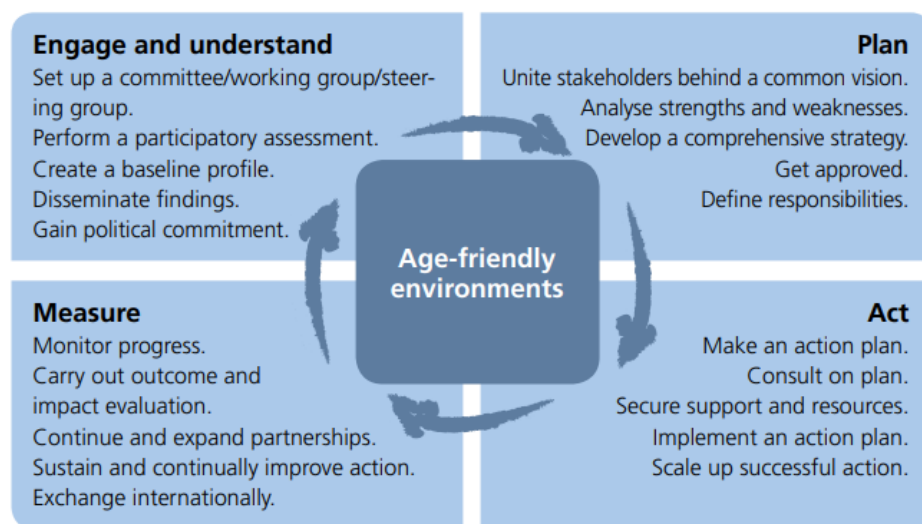 Engage and understand
Set up a committee/working group/steer-
ing group.
Perform a participatory assessment.
Create a baseline profile.
Disseminate findings.
Gain political commitment.
Plan
Unite stakeholders behind a common vision.
Analyse strengths and weaknesses.
Develop a comprehensive strategy.
Get approved.
Define responsibilities.
Age-friendly
environments
Measure
Monitor progress.
Carry out outcome and
impact evaluation.
Continue and expand partnerships.
Sustain and continually improve action.
Exchange internationally.
Act
Make an action plan.
Consult on plan.
Secure support and resources.
Implement an action plan.
Scale up successful action.